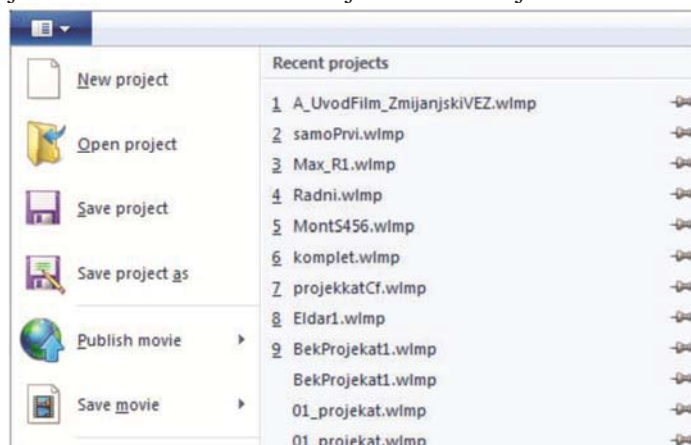 New project
Open project
Save project
Save project as
Publish movie
Save movie
Recent projects
1 A_UvodFilm_ZmijanjskiVEZ.wlmp
2 samoPrvi.wlmp
3 Max_R1.wlmp
4 Radni.wlmp
5 MontS456.wlmp
6 komplet.wlmp
7 projekkatCf.wlmp
8 Eldar1.wlmp
9 BekProjekat1.wlmp
BekProjekat1.wlmp
01_projekat.wlmp
01_projekat.wlmp